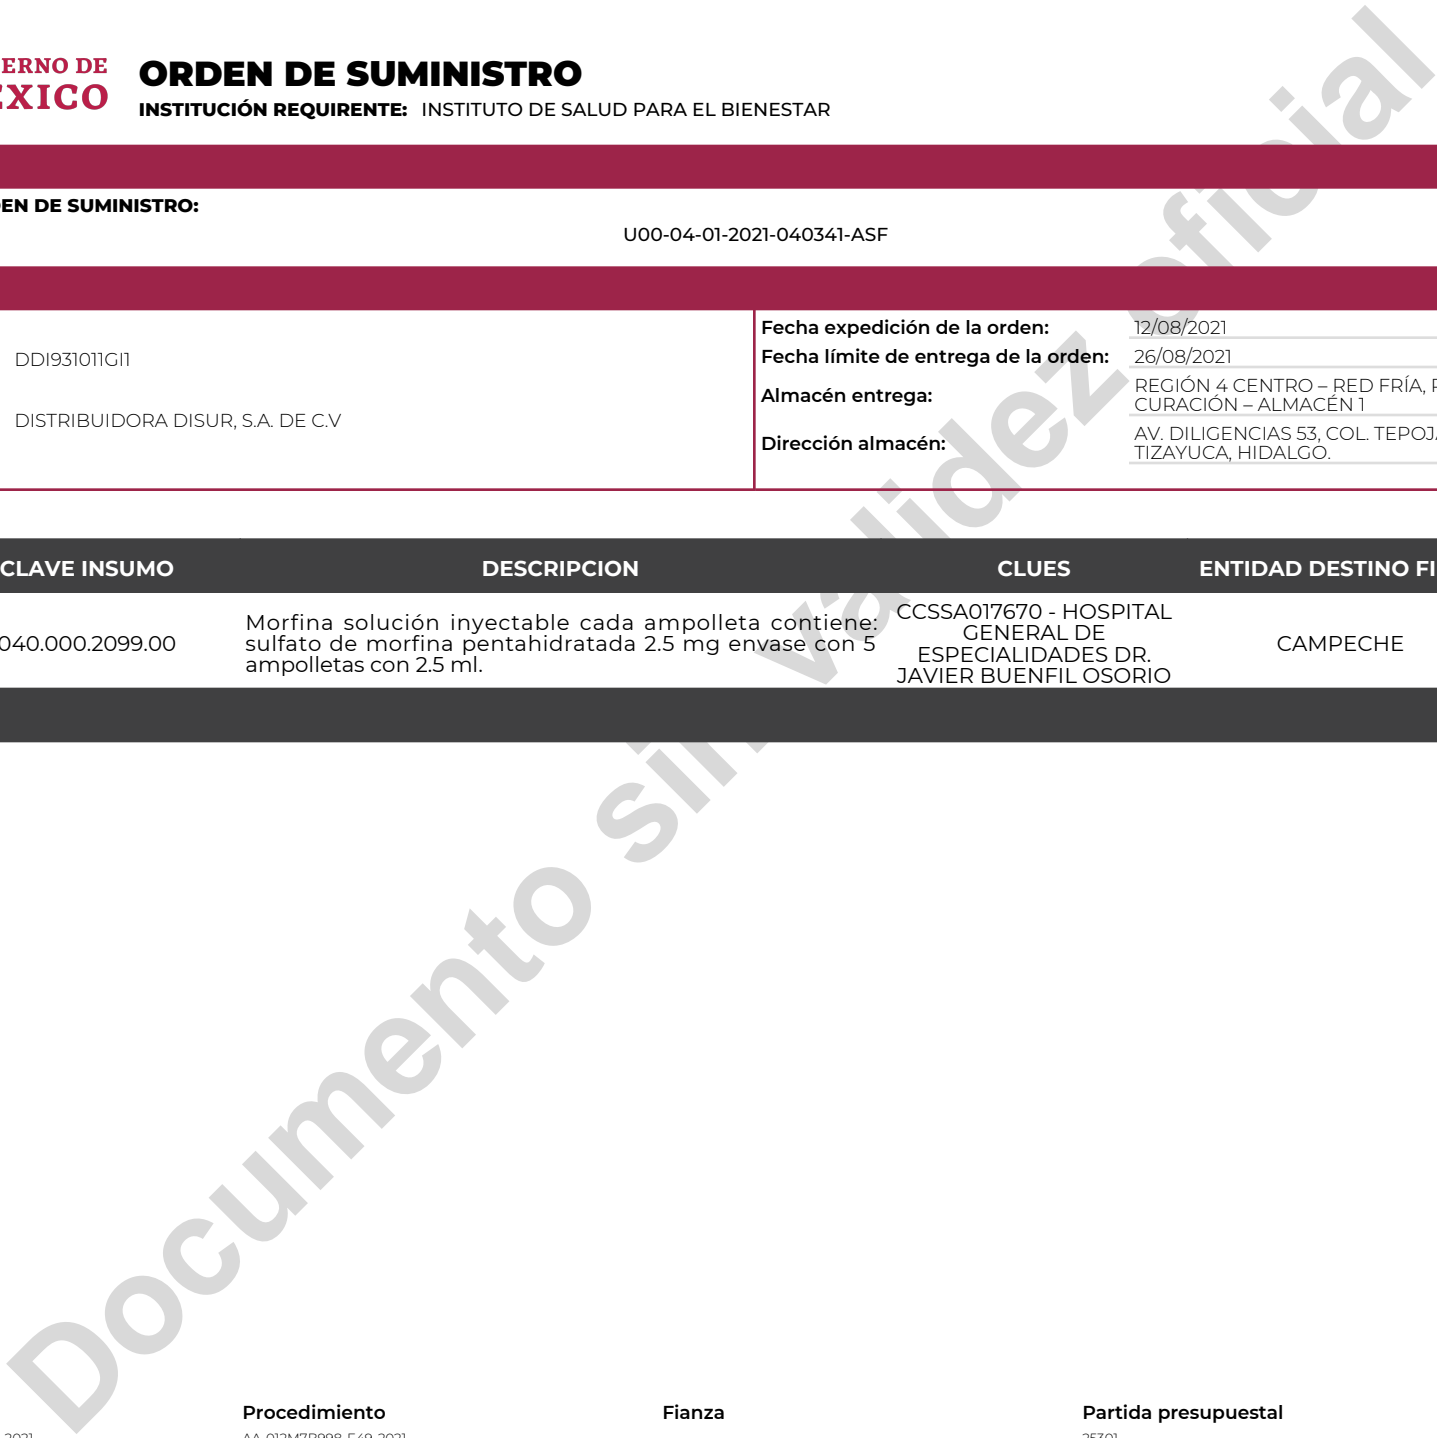 ERNO DE
ORDEN DE SUMINISTRO
INSTITUCIÓN REQUIRENTE: INSTITUTO DE SALUD PARA EL BIENESTAR
EN DE SUMINISTRO:
U00-04-01-2021-040341-ASF
DDI931011GI1
DISTRIBUIDORA DISUR, S.A. DE C.V
Fecha expedición de la orden: 12/08/2021
Fecha límite de entrega de la orden: 26/08/2021
Almacén entrega:
REGIÓN 4 CENTRO – RED FRÍA,
CURACIÓN – ALMACÉN 1
Dirección almacén:
AV. DILIGENCIAS 53, COL. TEPOJ
TIZAYUCA, HIDALGO.
CLAVE INSUMO DESCRIPCION CLUES ENTIDAD DESTINO FI
040.000.2099.00
Morfina solución inyectable cada ampolleta contiene:
sulfato de morfina pentahidratada 2.5 mg envase con 5
ampolletas con 2.5 ml.
CCSSA017670 - HOSPITAL
GENERAL DE
ESPECIALIDADES DR.
JAVIER BUENFIL OSORIO
CAMPECHE
Documento sin validez oficial
Procedimiento Fianza Partida presupuestal